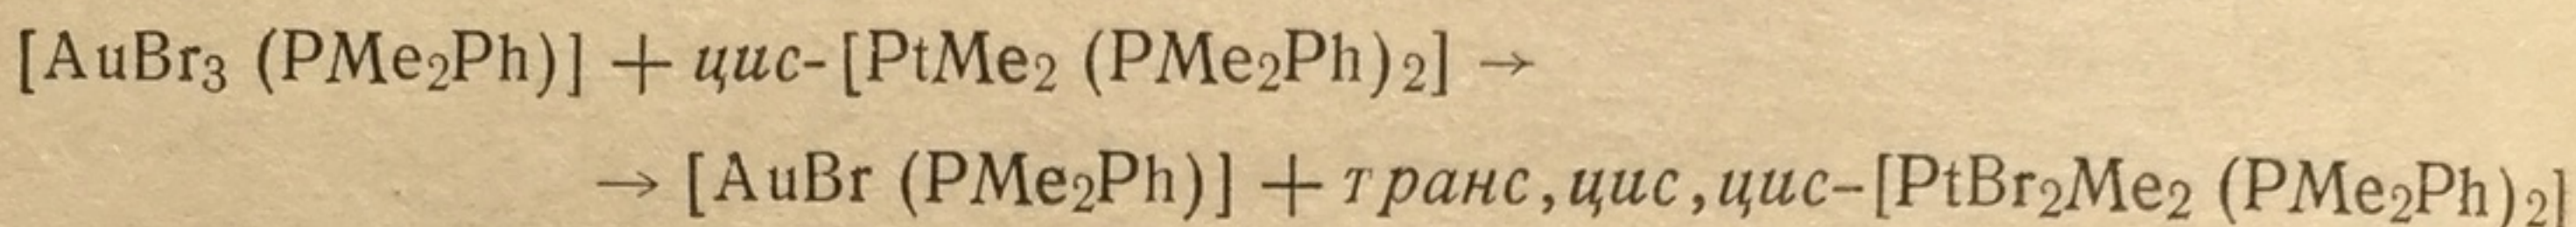 [AuBr₃ (PMe₂Ph)] + цис-[PtMe₂ (PMe₂Ph)₂] →
→ [AuBr (PMe₂Ph)] + транс,цис,цис-[PtBr₂Me₂ (PMe₂Ph)₂]